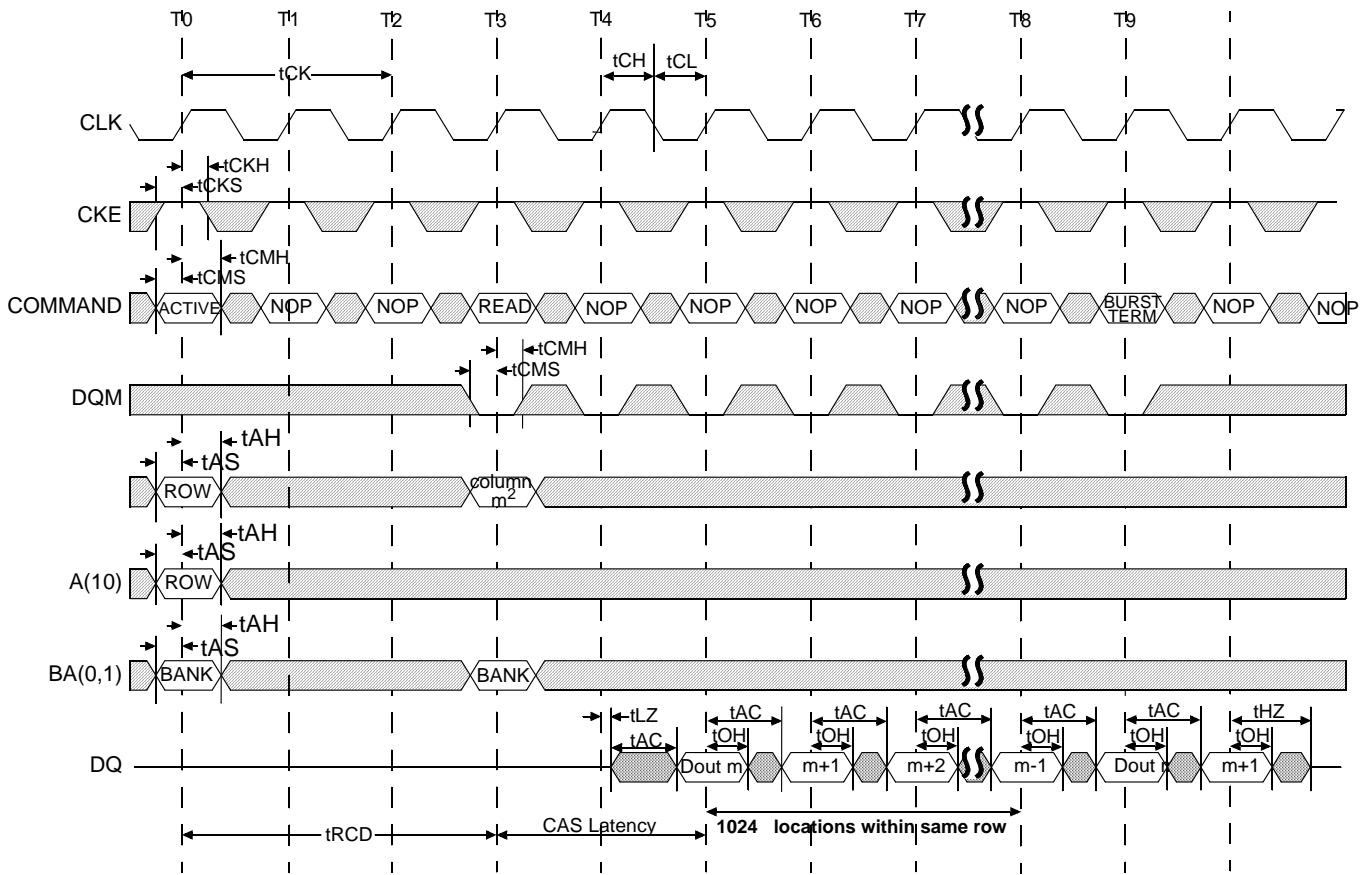 T0 T1 T2 T3 T4 T5 T6 T7 T8 T9
tCK tCH tCL
CLK
tCKH
tCKS
CKE
tCMH
tCMS
COMMAND ACTIVE NOP NOP READ NOP NOP NOP NOP NOP BURST TERM NOP NOP
tCMH
tCMS
DQM
tAH
tAS
ROW column m2
tAH
tAS
A(10) ROW
tAH
tAS
BA(0,1) BANK BANK
tLZ tAC tAC tAC tAC tAC tHZ
tAC tOH tOH tOH tOH tOH tOH
DQ Dout m m+1 m+2 m-1 Dout m+1
tRCD CAS Latency 1024 locations within same row